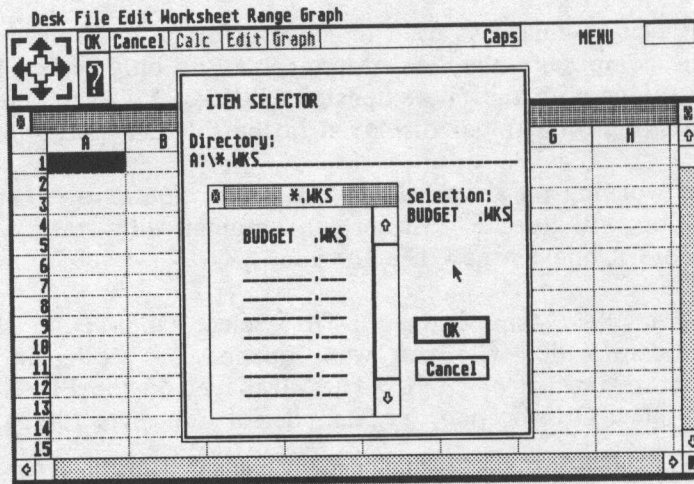 Desk File Edit Worksheet Range Graph
OK Cancel Calc Edit Graph Caps MENU
?
ITEM SELECTOR
Directory:
A:\*.WKS
*.WKS
BUDGET .WKS
Selection:
BUDGET .WKS
OK
Cancel
A B G H
1
2
3
4
5
6
7
8
9
10
11
12
13
14
15